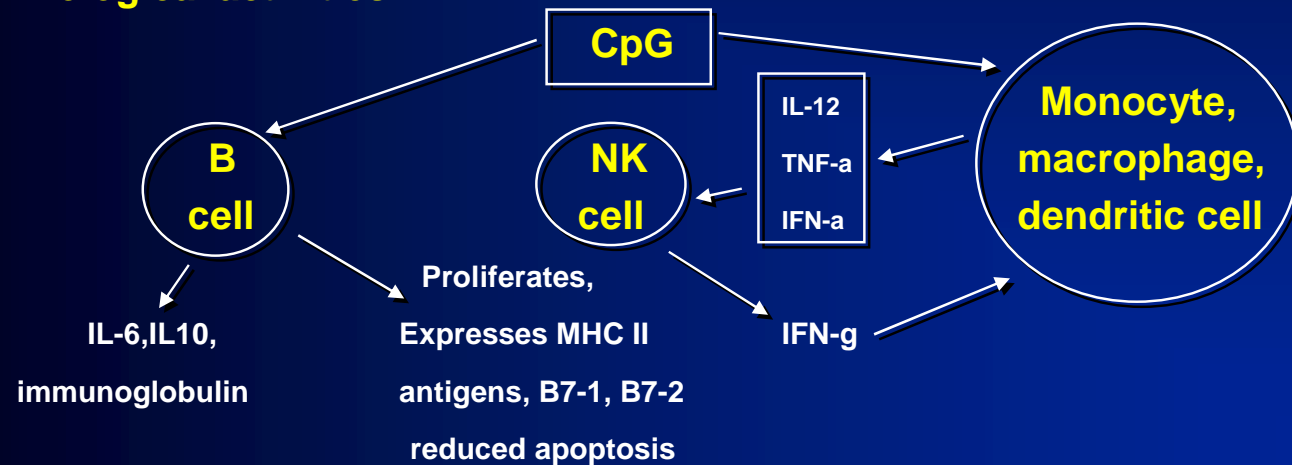 CpG
IL-12
TNF-a
IFN-a
Monocyte,
macrophage,
dendritic cell
B
cell
NK
cell
Proliferates,
Expresses MHC II
antigens, B7-1, B7-2
reduced apoptosis
IL-6,IL10,
immunoglobulin
IFN-g